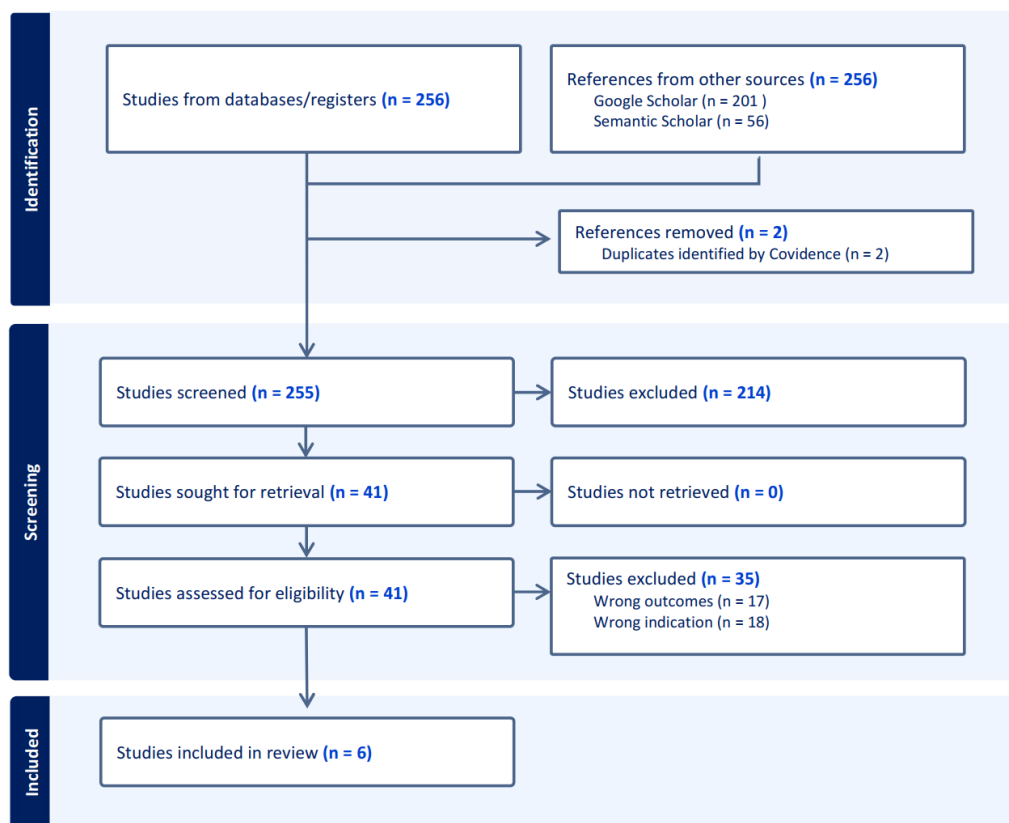 Identification
Studies from databases/registers (n = 256)
References from other sources (n = 256)
Google Scholar (n = 201 )
Semantic Scholar (n = 56)
References removed (n = 2)
Duplicates identified by Covidence (n = 2)
Screening
Studies screened (n = 255)
Studies excluded (n = 214)
Studies sought for retrieval (n = 41)
Studies not retrieved (n = 0)
Studies assessed for eligibility (n = 41)
Studies excluded (n = 35)
Wrong outcomes (n = 17)
Wrong indication (n = 18)
Included
Studies included in review (n = 6)